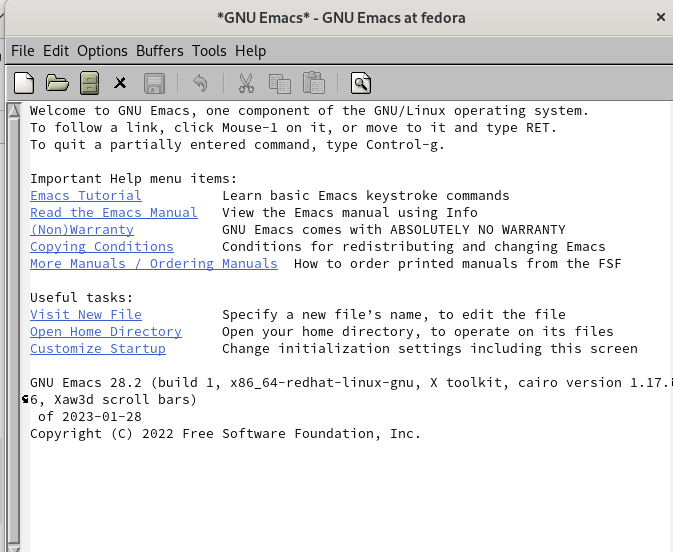 *GNU Emacs* - GNU Emacs at fedora
File Edit Options Buffers Tools Help
Welcome to GNU Emacs, one component of the GNU/Linux operating system.
To follow a link, click Mouse-1 on it, or move to it and type RET.
To quit a partially entered command, type Control-g.
Important Help menu items:
Emacs Tutorial Learn basic Emacs keystroke commands
Read the Emacs Manual View the Emacs manual using Info
(Non)Warranty GNU Emacs comes with ABSOLUTELY NO WARRANTY
Copying Conditions Conditions for redistributing and changing Emacs
More Manuals / Ordering Manuals How to order printed manuals from the FSF
Useful tasks:
Visit New File Specify a new file’s name, to edit the file
Open Home Directory Open your home directory, to operate on its files
Customize Startup Change initialization settings including this screen
GNU Emacs 28.2 (build 1, x86_64-redhat-linux-gnu, X toolkit, cairo version 1.17.
6, Xaw3d scroll bars)
of 2023-01-28
Copyright (C) 2022 Free Software Foundation, Inc.